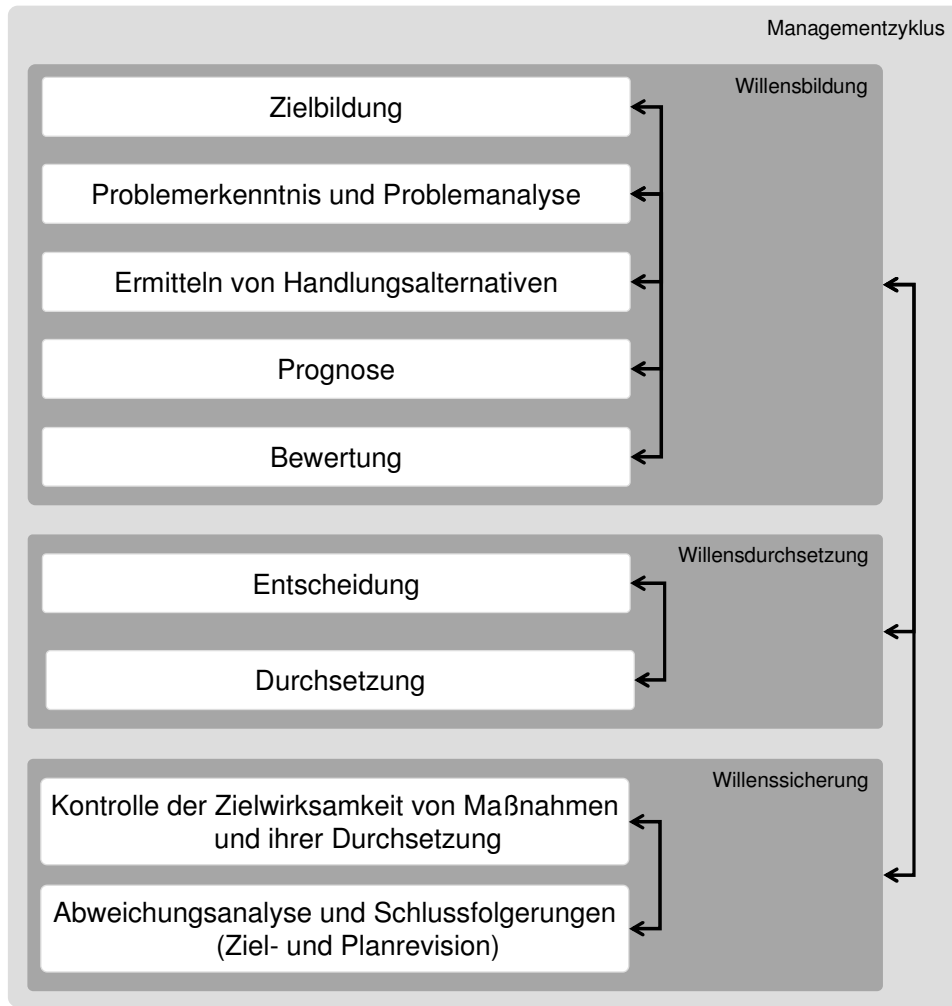 Managementzyklus
Willensbildung
Zielbildung
Problemerkenntnis und Problemanalyse
Ermitteln von Handlungsalternativen
Prognose
Bewertung
Willensdurchsetzung
Entscheidung
Durchsetzung
Willenssicherung
Kontrolle der Zielwirksamkeit von Maßnahmen
und ihrer Durchsetzung
Abweichungsanalyse und Schlussfolgerungen
(Ziel- und Planrevision)